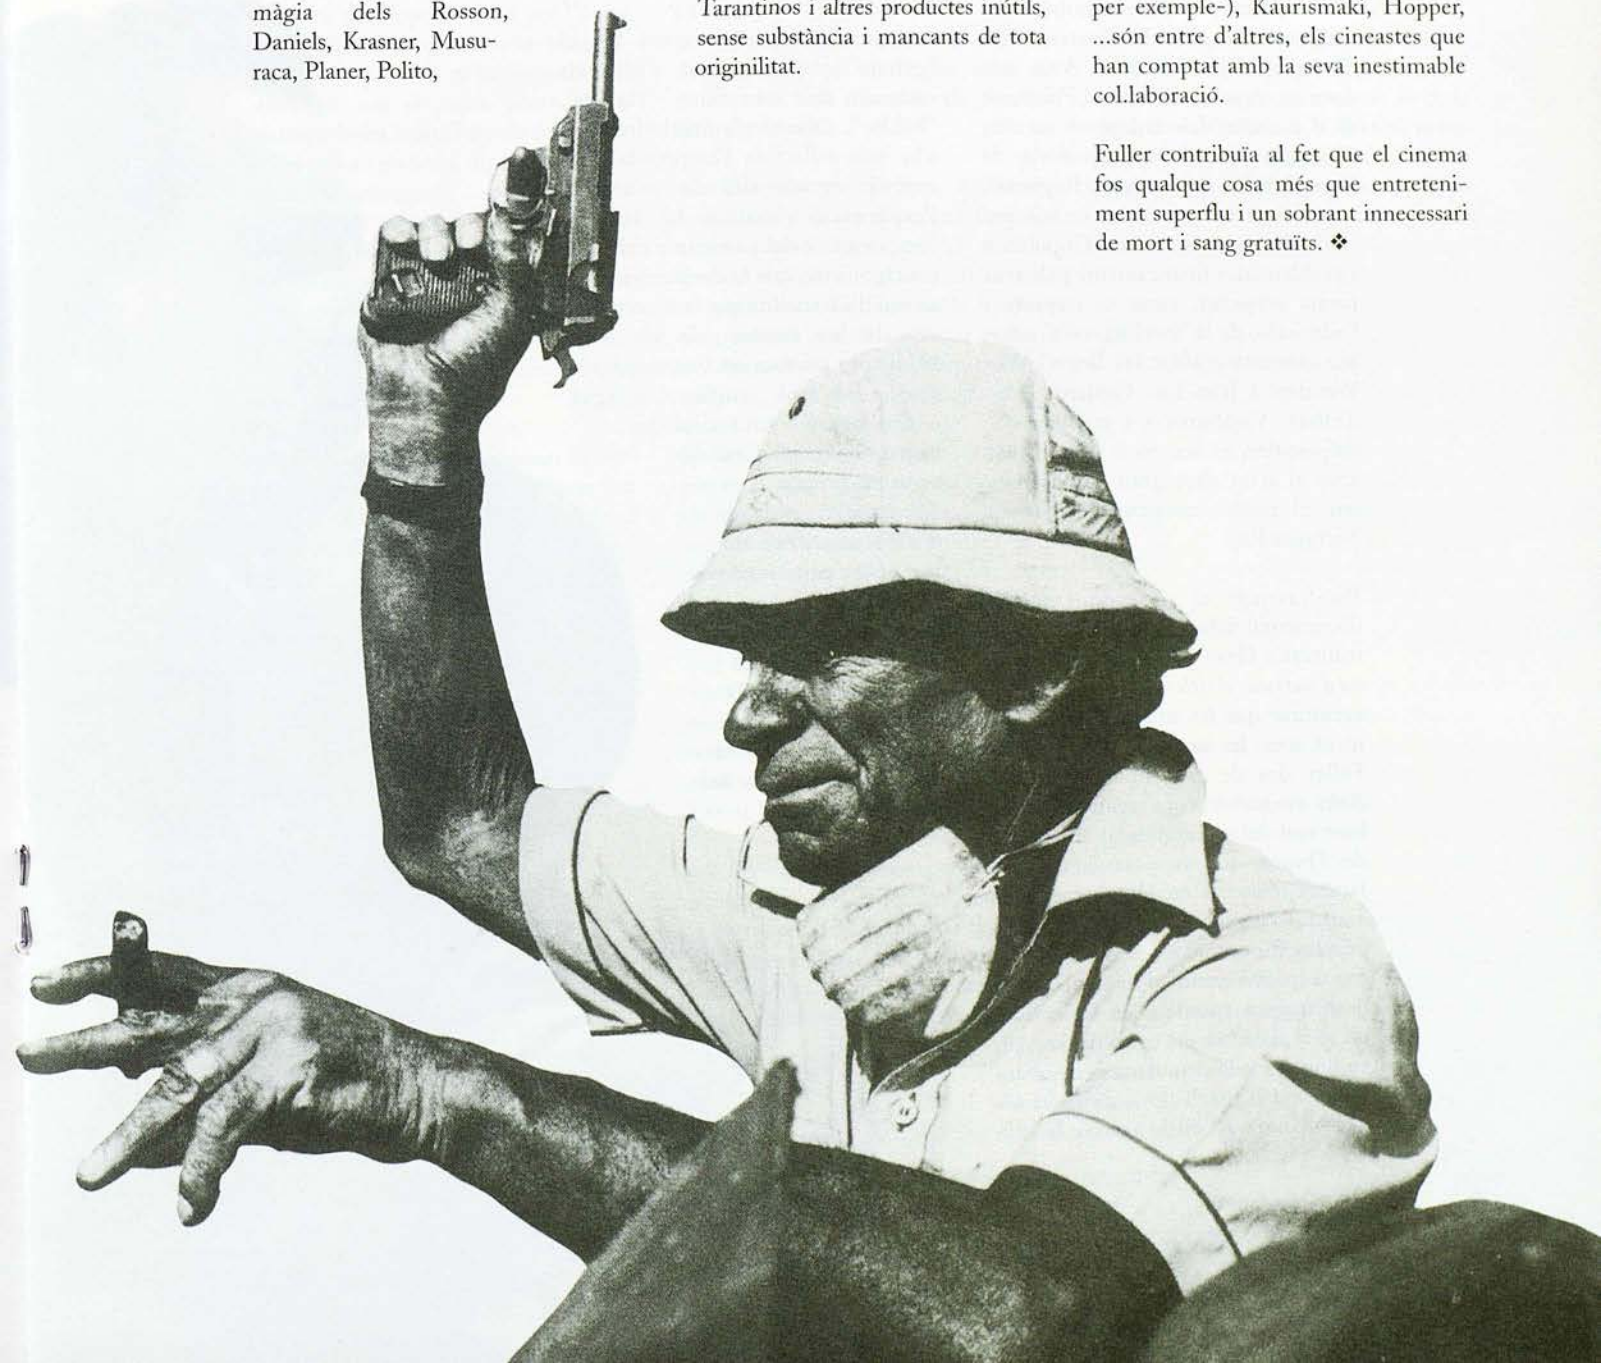 màgia dels Rosson,
Daniels, Krasner, Musu-
raca, Planer, Polito,
Tarantinos i altres productes inútils,
sense substància i mancants de tota
originilitat.
per exemple-), Kaurismaki, Hopper,
...són entre d'altres, els cineastes que
han comptat amb la seva inestimable
col.laboració.
Fuller contribuïa al fet que el cinema
fos qualque cosa més que entreteni-
ment superflu i un sobrant innecessari
de mort i sang gratuïts. ❖